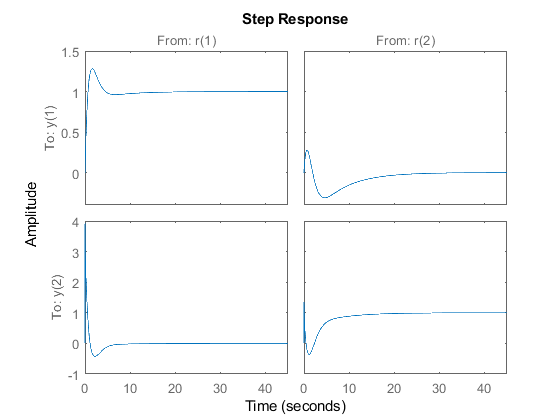 Step Response
From: r(1)
From: r(2)
To: y(1)
1.5
1
0.5
0
Amplitude
To: y(2)
4
3
2
1
0
-1
0
10
20
30
40
0
10
20
30
40
Time (seconds)